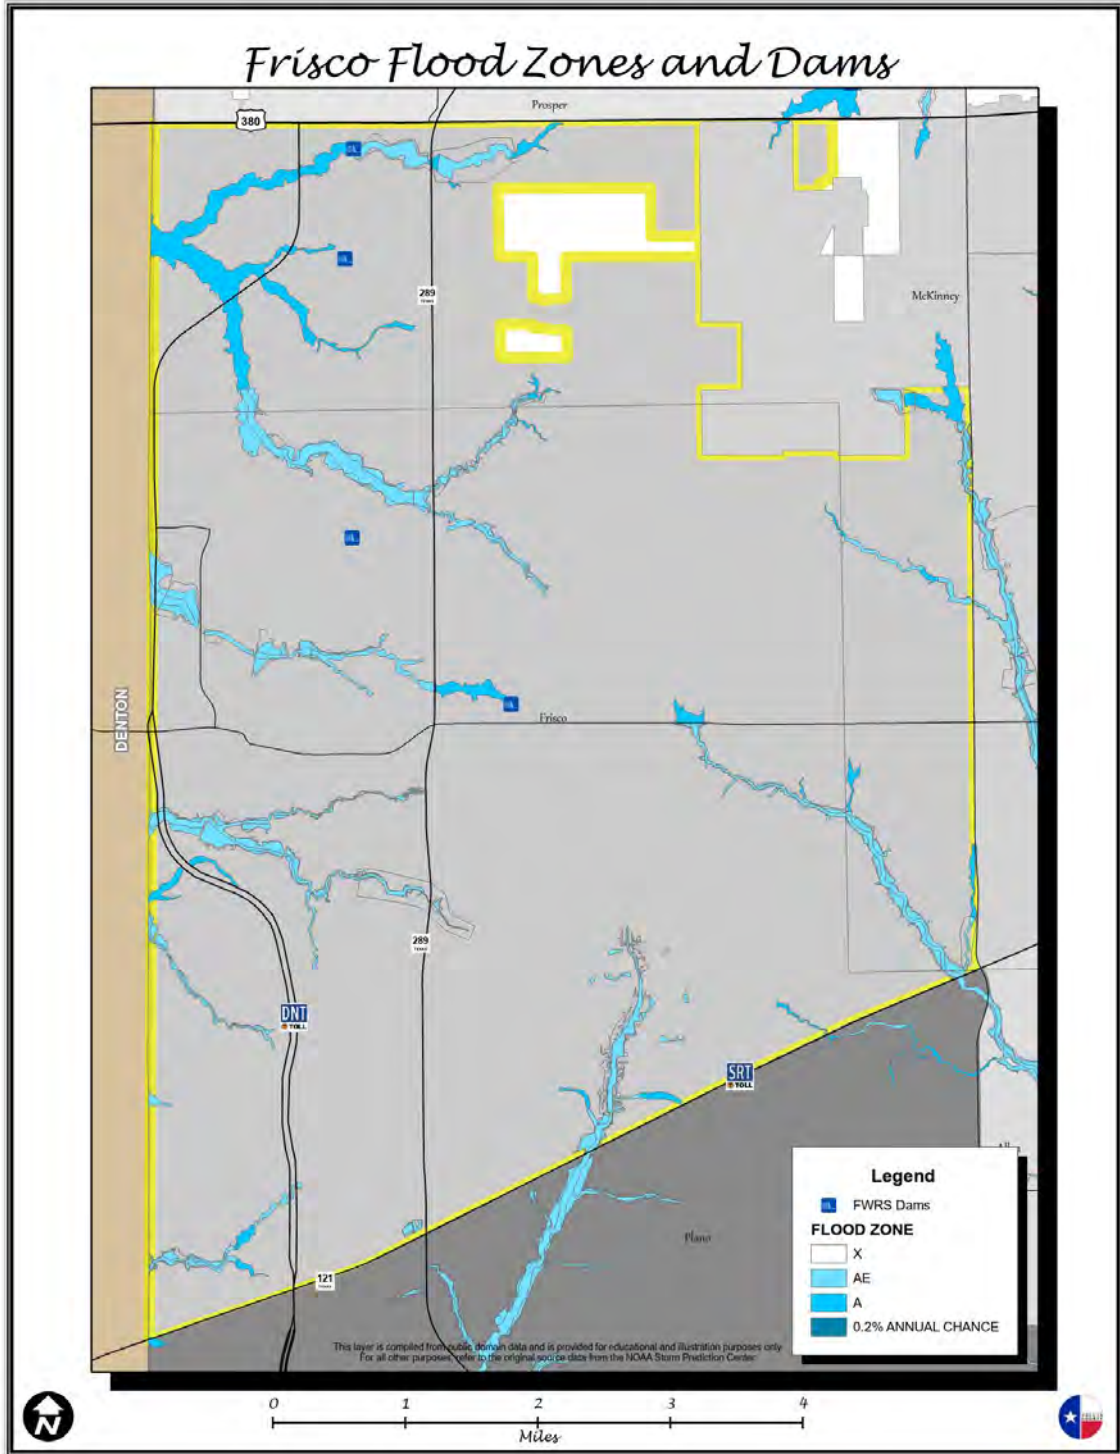 Frisco Flood Zones and Dams
Prosper
380
289
TEXAS
McKinney
DENTON
Frisco
289
TEXAS
DNT
TOLL
SRT
TOLL
121
TEXAS
Plano
Legend
FWRS Dams
FLOOD ZONE
X
AE
A
0.2% ANNUAL CHANCE
This layer is compiled from public domain data and is provided for educational and illustration purposes only
For all other purposes, refer to the original source data from the NOAA Storm Prediction Center
N
0 1 2 3 4
Miles